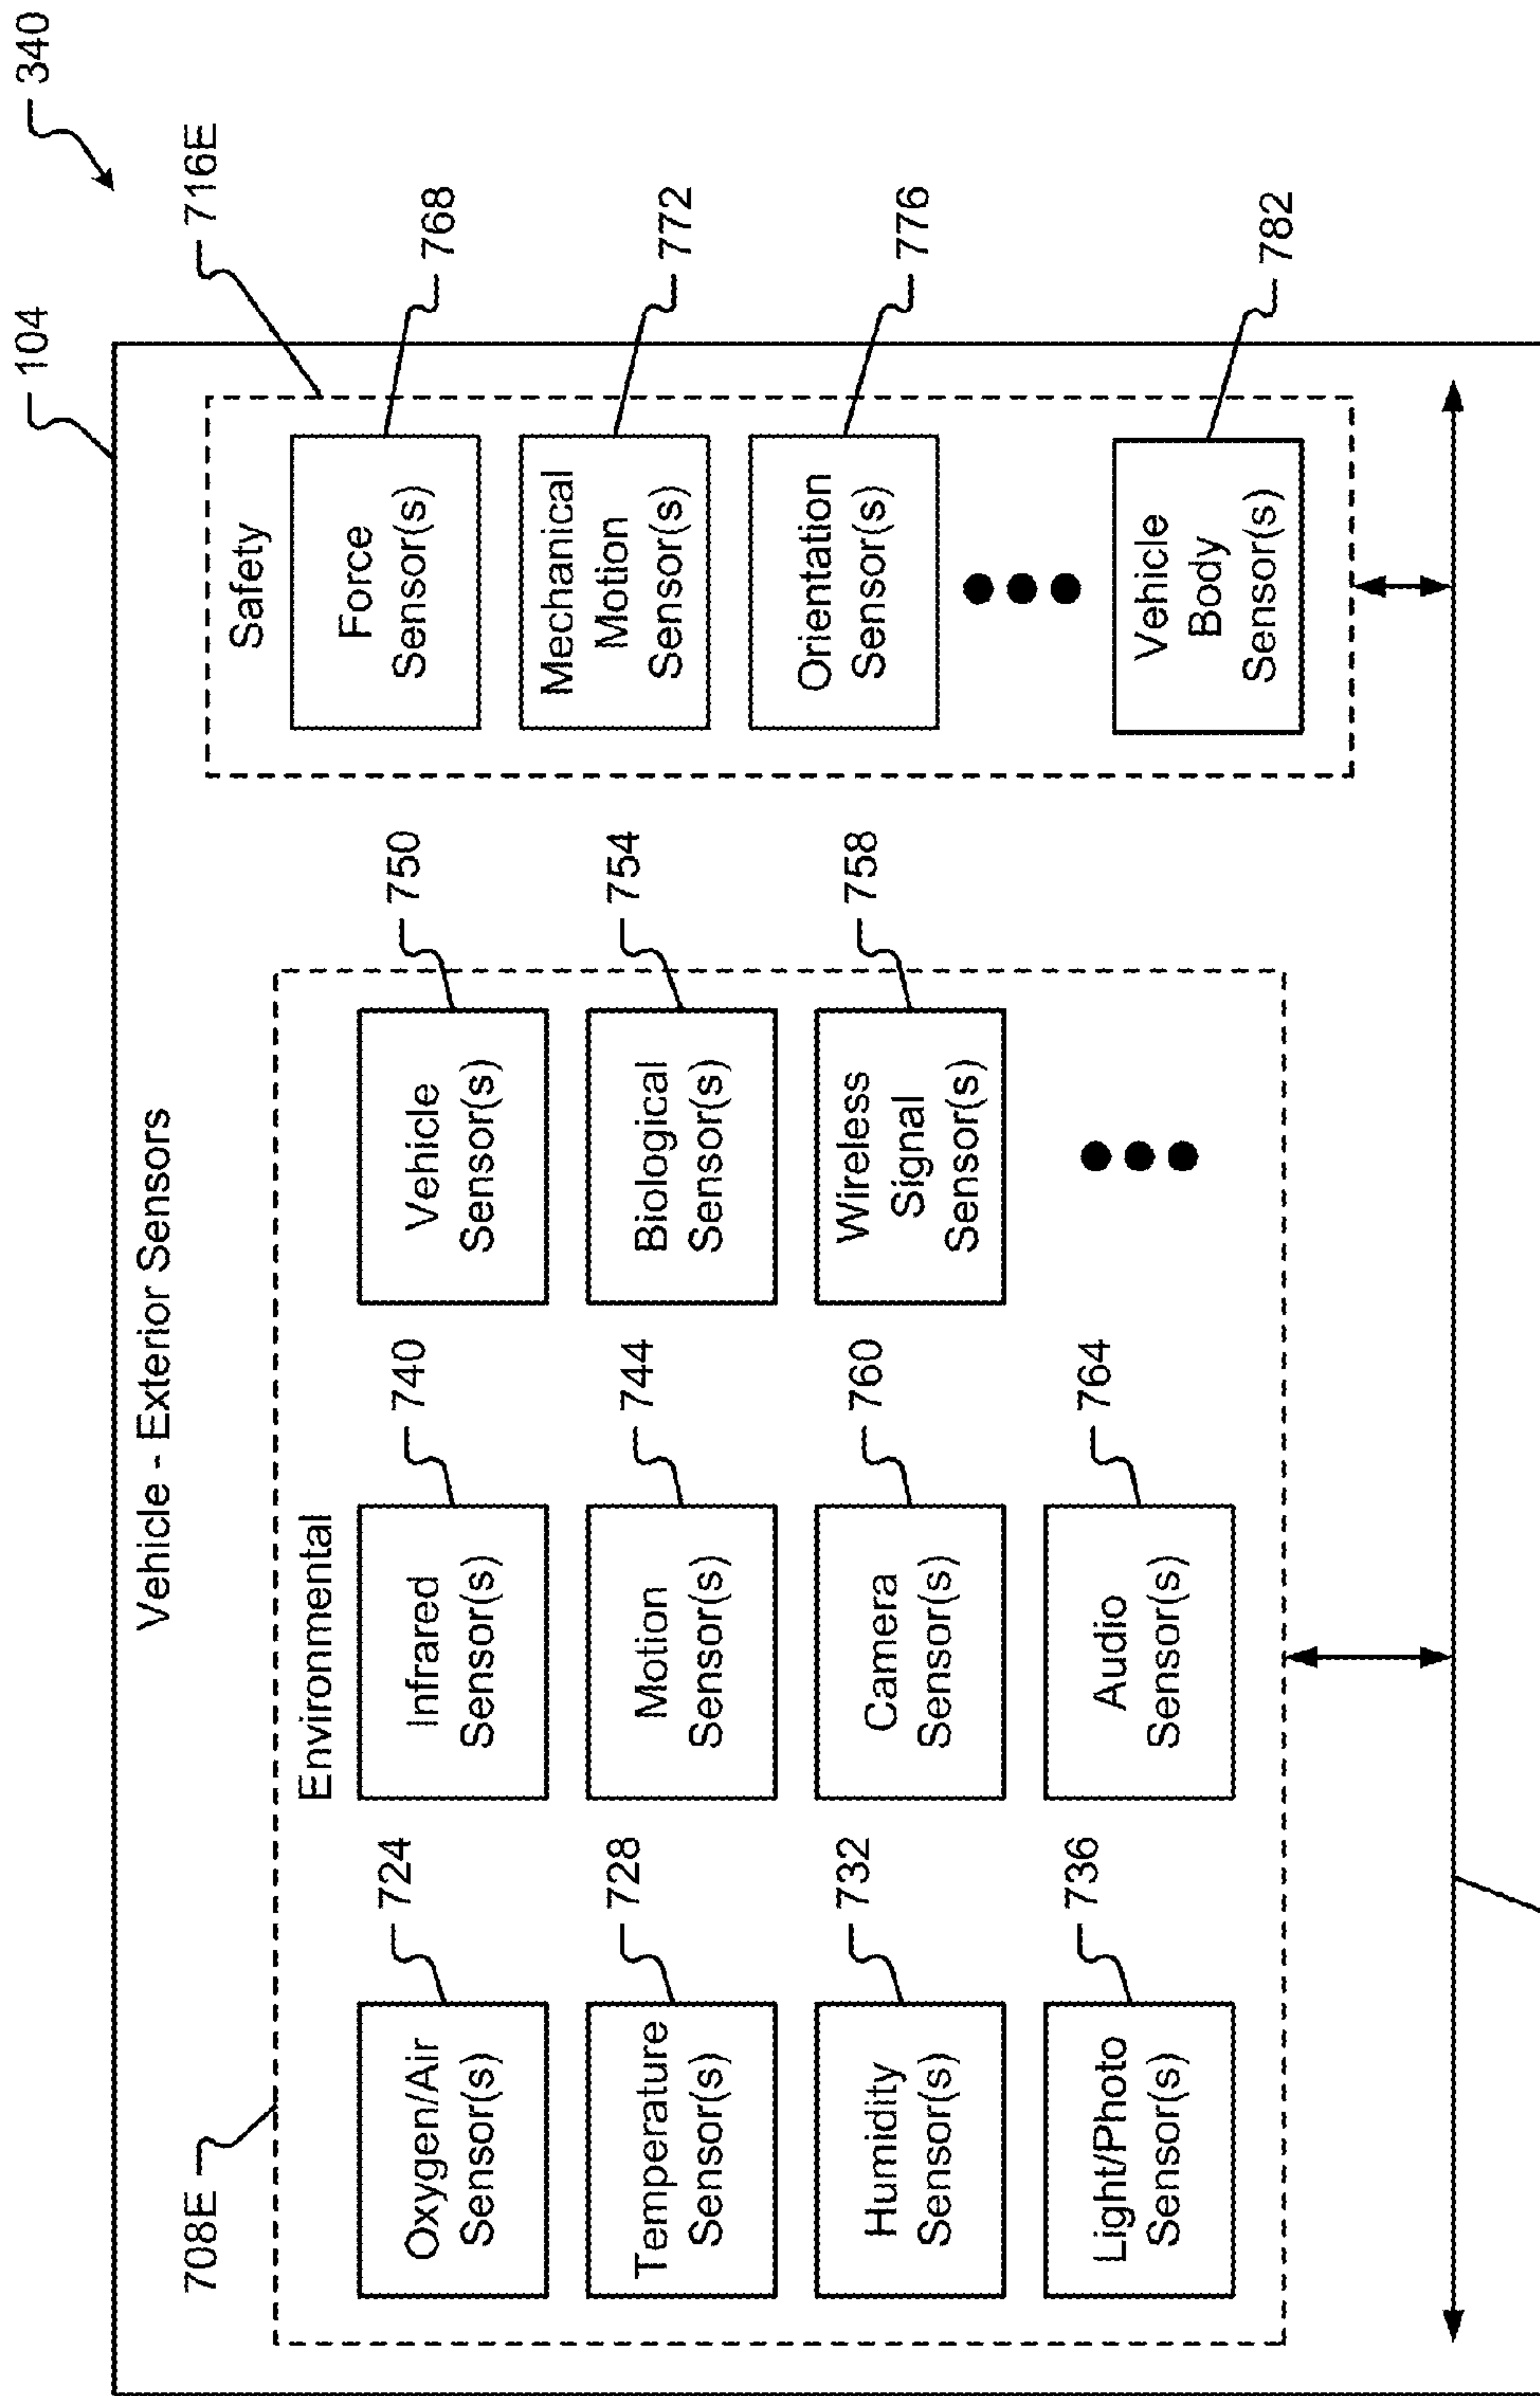 340
104
716E
Vehicle - Exterior Sensors
708E
Environmental
Oxygen/Air
Sensor(s)
724
Temperature
Sensor(s)
728
Humidity
Sensor(s)
732
Light/Photo
Sensor(s)
736
Infrared
Sensor(s)
740
Motion
Sensor(s)
744
Camera
Sensor(s)
760
Audio
Sensor(s)
764
Vehicle
Sensor(s)
750
Biological
Sensor(s)
754
Wireless
Signal
Sensor(s)
758
Safety
Force
Sensor(s)
768
Mechanical
Motion
Sensor(s)
772
Orientation
Sensor(s)
776
Vehicle
Body
Sensor(s)
782